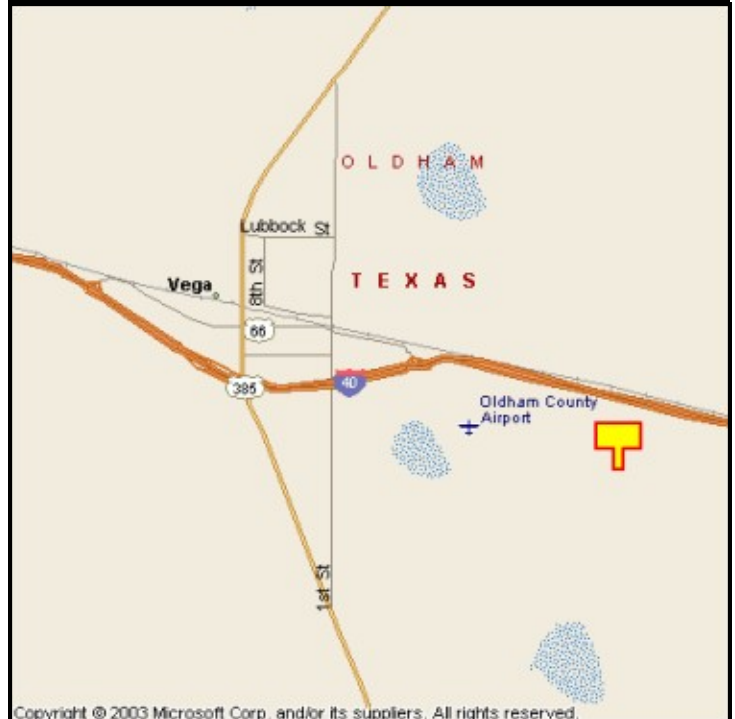 OLDHAM
Lubbock St
8th St
TEXAS
Vega
66
385
40
Oldham County
Airport
1st St
Copyright © 2003 Microsoft Corp. and/or its suppliers. All rights reserved.